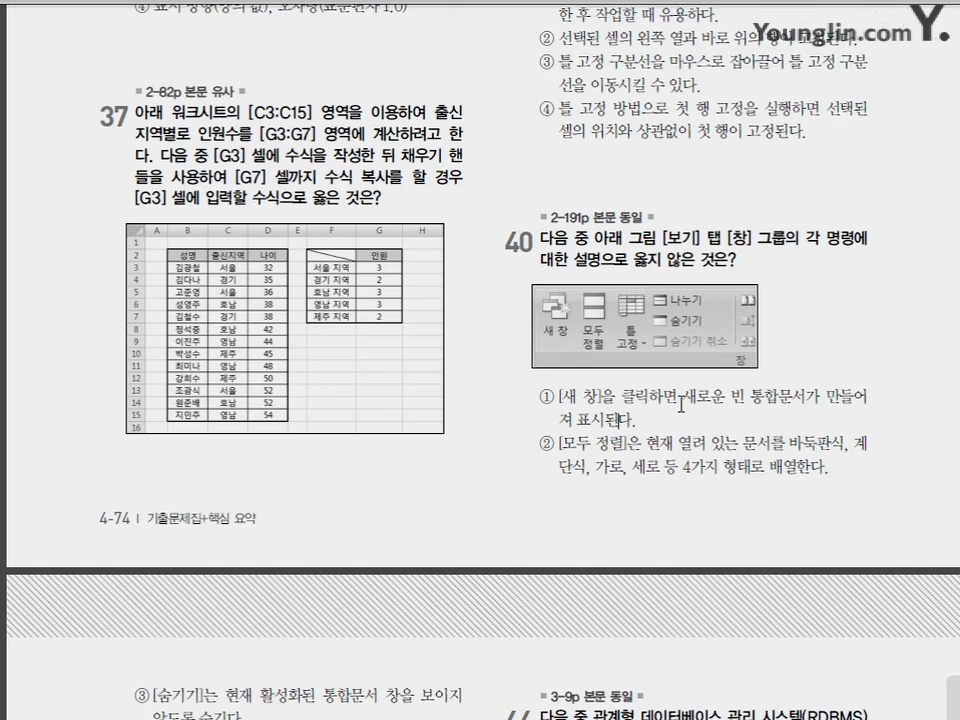 한 후 작업할 때 유용하다.
Younglin.com Y.
② 선택된 셀의 왼쪽 열과 바로 위의 행이 고정된다.
③ 틀 고정 구분선을 마우스로 잡아끌어 틀 고정 구분
선을 이동시킬 수 있다.
④ 틀 고정 방법으로 첫 행 고정을 실행하면 선택된
셀의 위치와 상관없이 첫 행이 고정된다.
2-82p 본문 유사
37 아래 워크시트의 [C3:C15] 영역을 이용하여 출신
지역별로 인원수를 [G3:G7] 영역에 계산하려고 한
다. 다음 중 [G3] 셀에 수식을 작성한 뒤 채우기 핸
들을 사용하여 [G7] 셀까지 수식 복사를 할 경우
[G3] 셀에 입력할 수식으로 옳은 것은?
A B C D E F G H
1
2 성명 출신지역 나이 인원
3 김광철 서울 32 서울 지역 3
4 김다나 경기 35 경기 지역 2
5 고준영 서울 36 호남 지역 3
6 성영주 호남 38 영남 지역 3
7 김철수 경기 38 제주 지역 2
8 정석중 호남 42
9 이진주 영남 44
10 박성수 제주 45
11 최미나 영남 48
12 강희수 제주 50
13 조광식 서울 52
14 원춘배 호남 52
15 지민주 영남 54
16
4-74 | 기출문제집+핵심 요약
2-191p 본문 동일
40 다음 중 아래 그림 [보기] 탭 [창] 그룹의 각 명령에
대한 설명으로 옳지 않은 것은?
새 창 모두 정렬 틀 고정 나누기 숨기기 숨기기 취소
창
① [새 창]을 클릭하면 새로운 빈 통합문서가 만들어
져 표시된다.
② [모두 정렬]은 현재 열려 있는 문서를 바둑판식, 계
단식, 가로, 세로 등 4가지 형태로 배열한다.
③ [숨기기]는 현재 활성화된 통합문서 창을 보이지
않도록 숨긴다.
3-9p 본문 동일
다음 중 관계형 데이터베이스 관리 시스템(RDBMS)